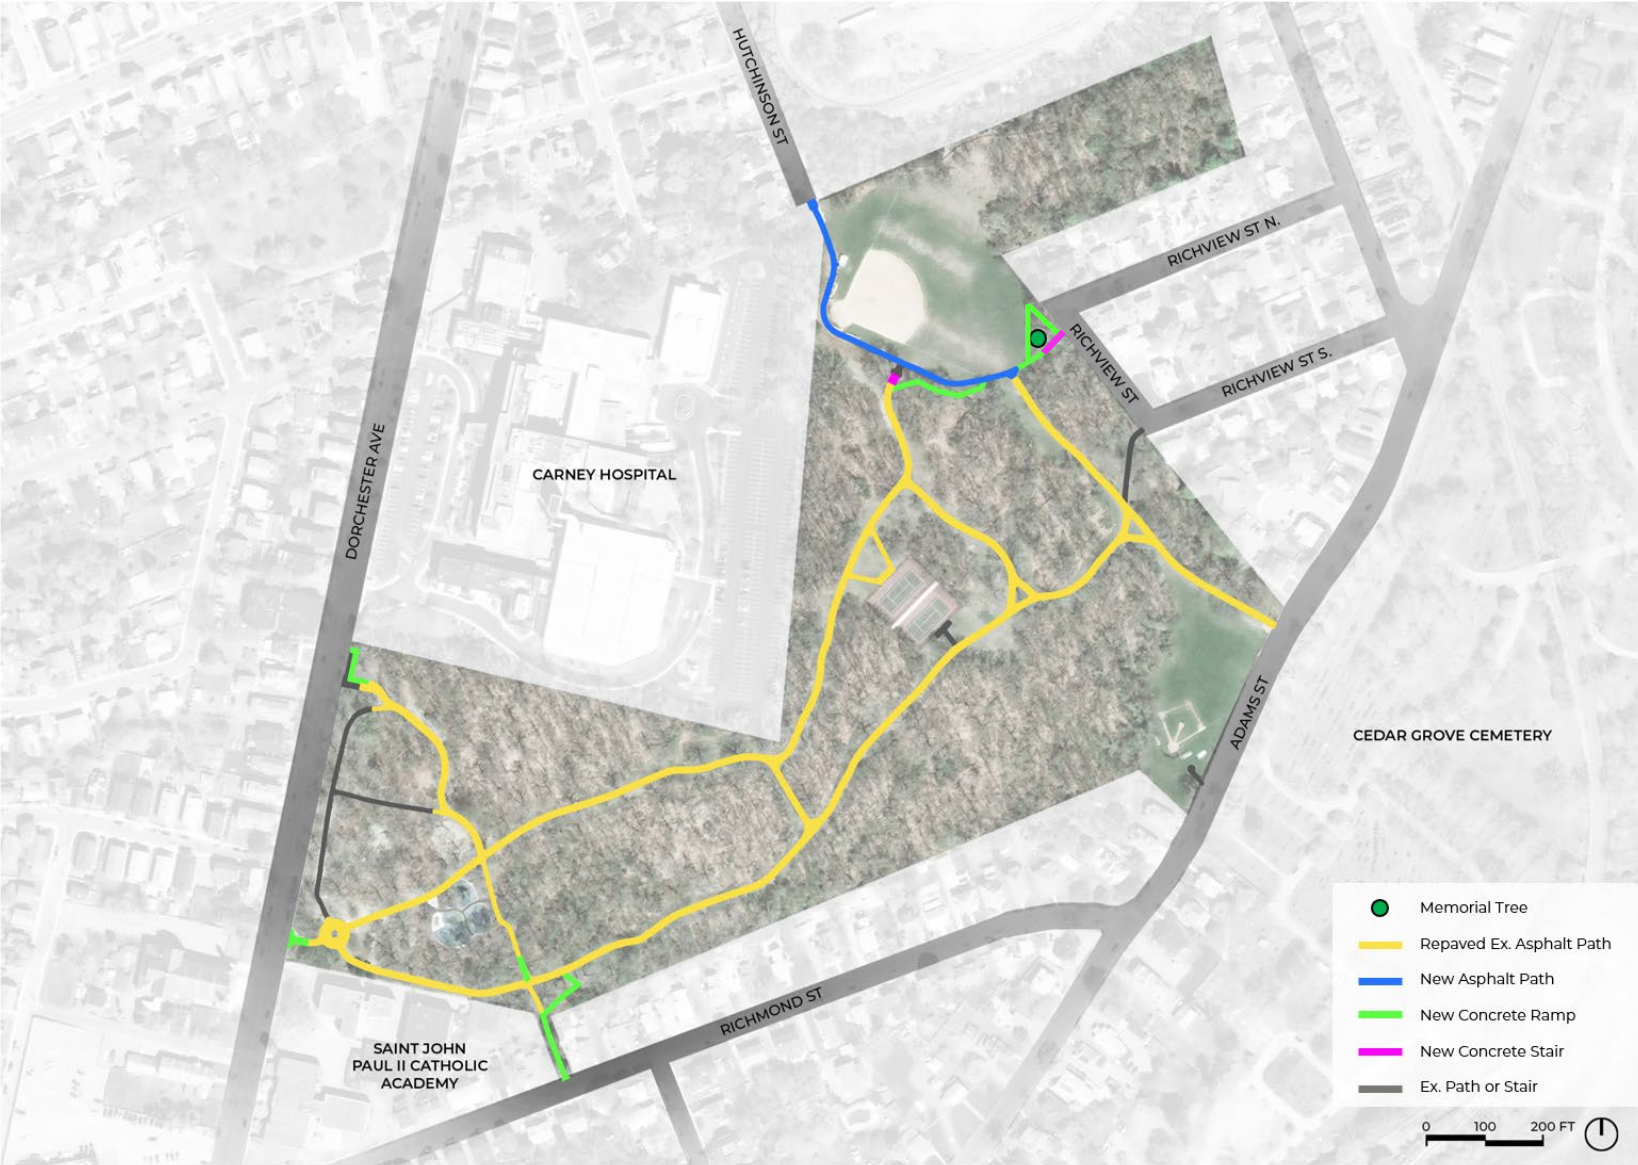 HUTCHINSON ST
RICHVIEW ST N.
RICHVIEW ST
RICHVIEW ST S.
DORCHESTER AVE
CARNEY HOSPITAL
ADAMS ST
CEDAR GROVE CEMETERY
RICHMOND ST
SAINT JOHN
PAUL II CATHOLIC
ACADEMY
Memorial Tree
Repaved Ex. Asphalt Path
New Asphalt Path
New Concrete Ramp
New Concrete Stair
Ex. Path or Stair
0 100 200 FT